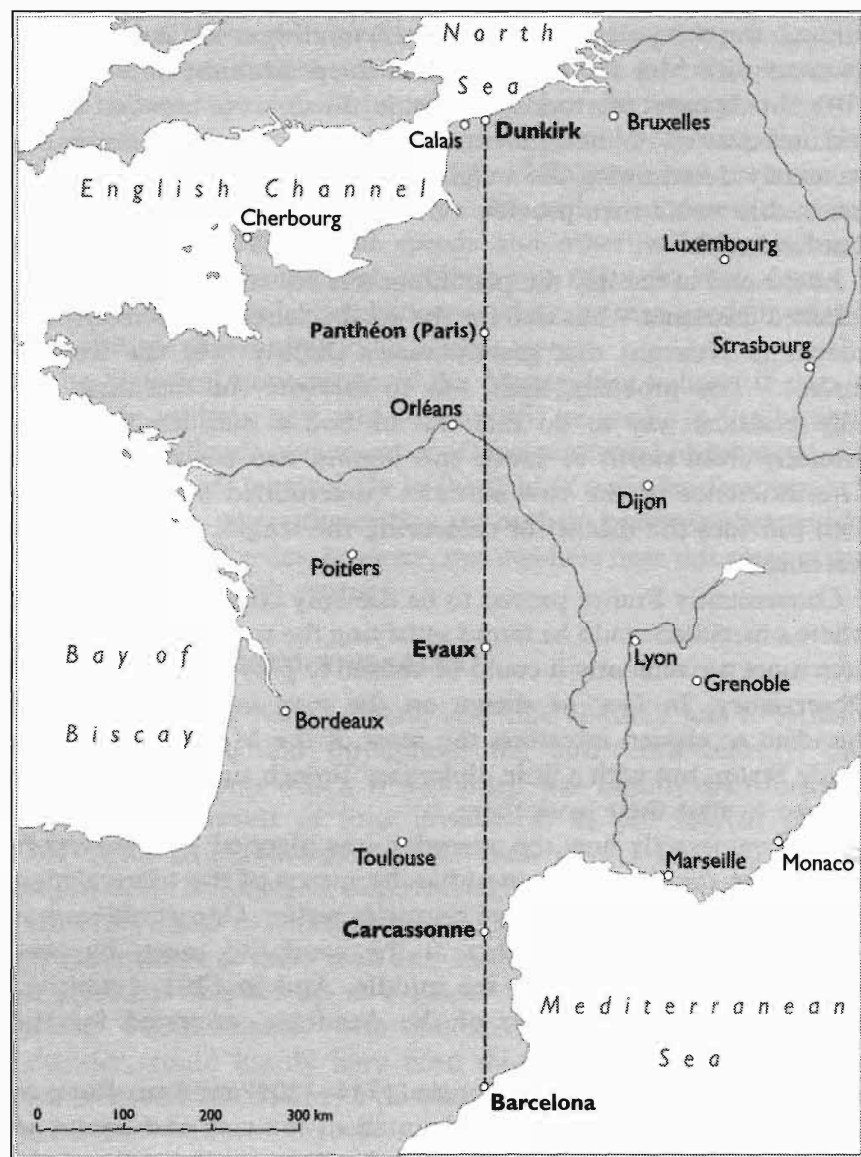 North
Sea
Calais
Dunkirk
Bruxelles
English Channel
Cherbourg
Luxembourg
Panthéon (Paris)
Strasbourg
Orléans
Dijon
Poitiers
Bay of
Biscay
Evaux
Lyon
Grenoble
Bordeaux
Toulouse
Marseille
Monaco
Carcassonne
Mediterranean
Sea
Barcelona
0 100 200 300 km